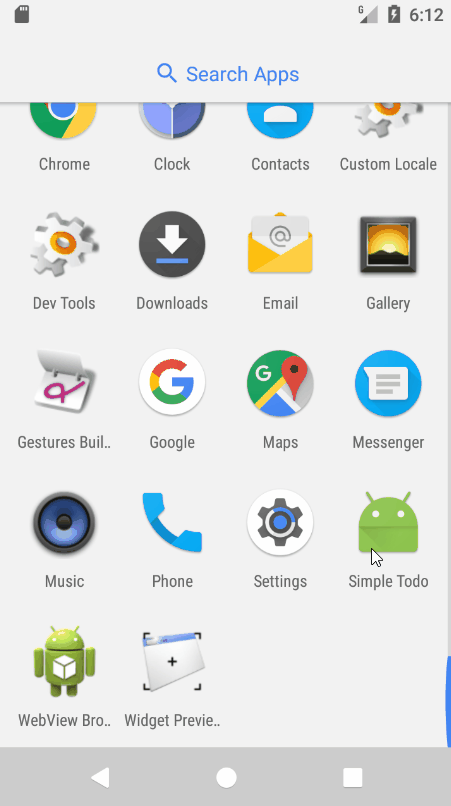 G
6:12
Search Apps
Chrome
Clock
Contacts
Custom Locale
Dev Tools
Downloads
@
Email
Gallery
Gestures Buil..
G
Google
G
Maps
Messenger
Music
Phone
Settings
Simple Todo
WebView Bro..
Widget Previe..